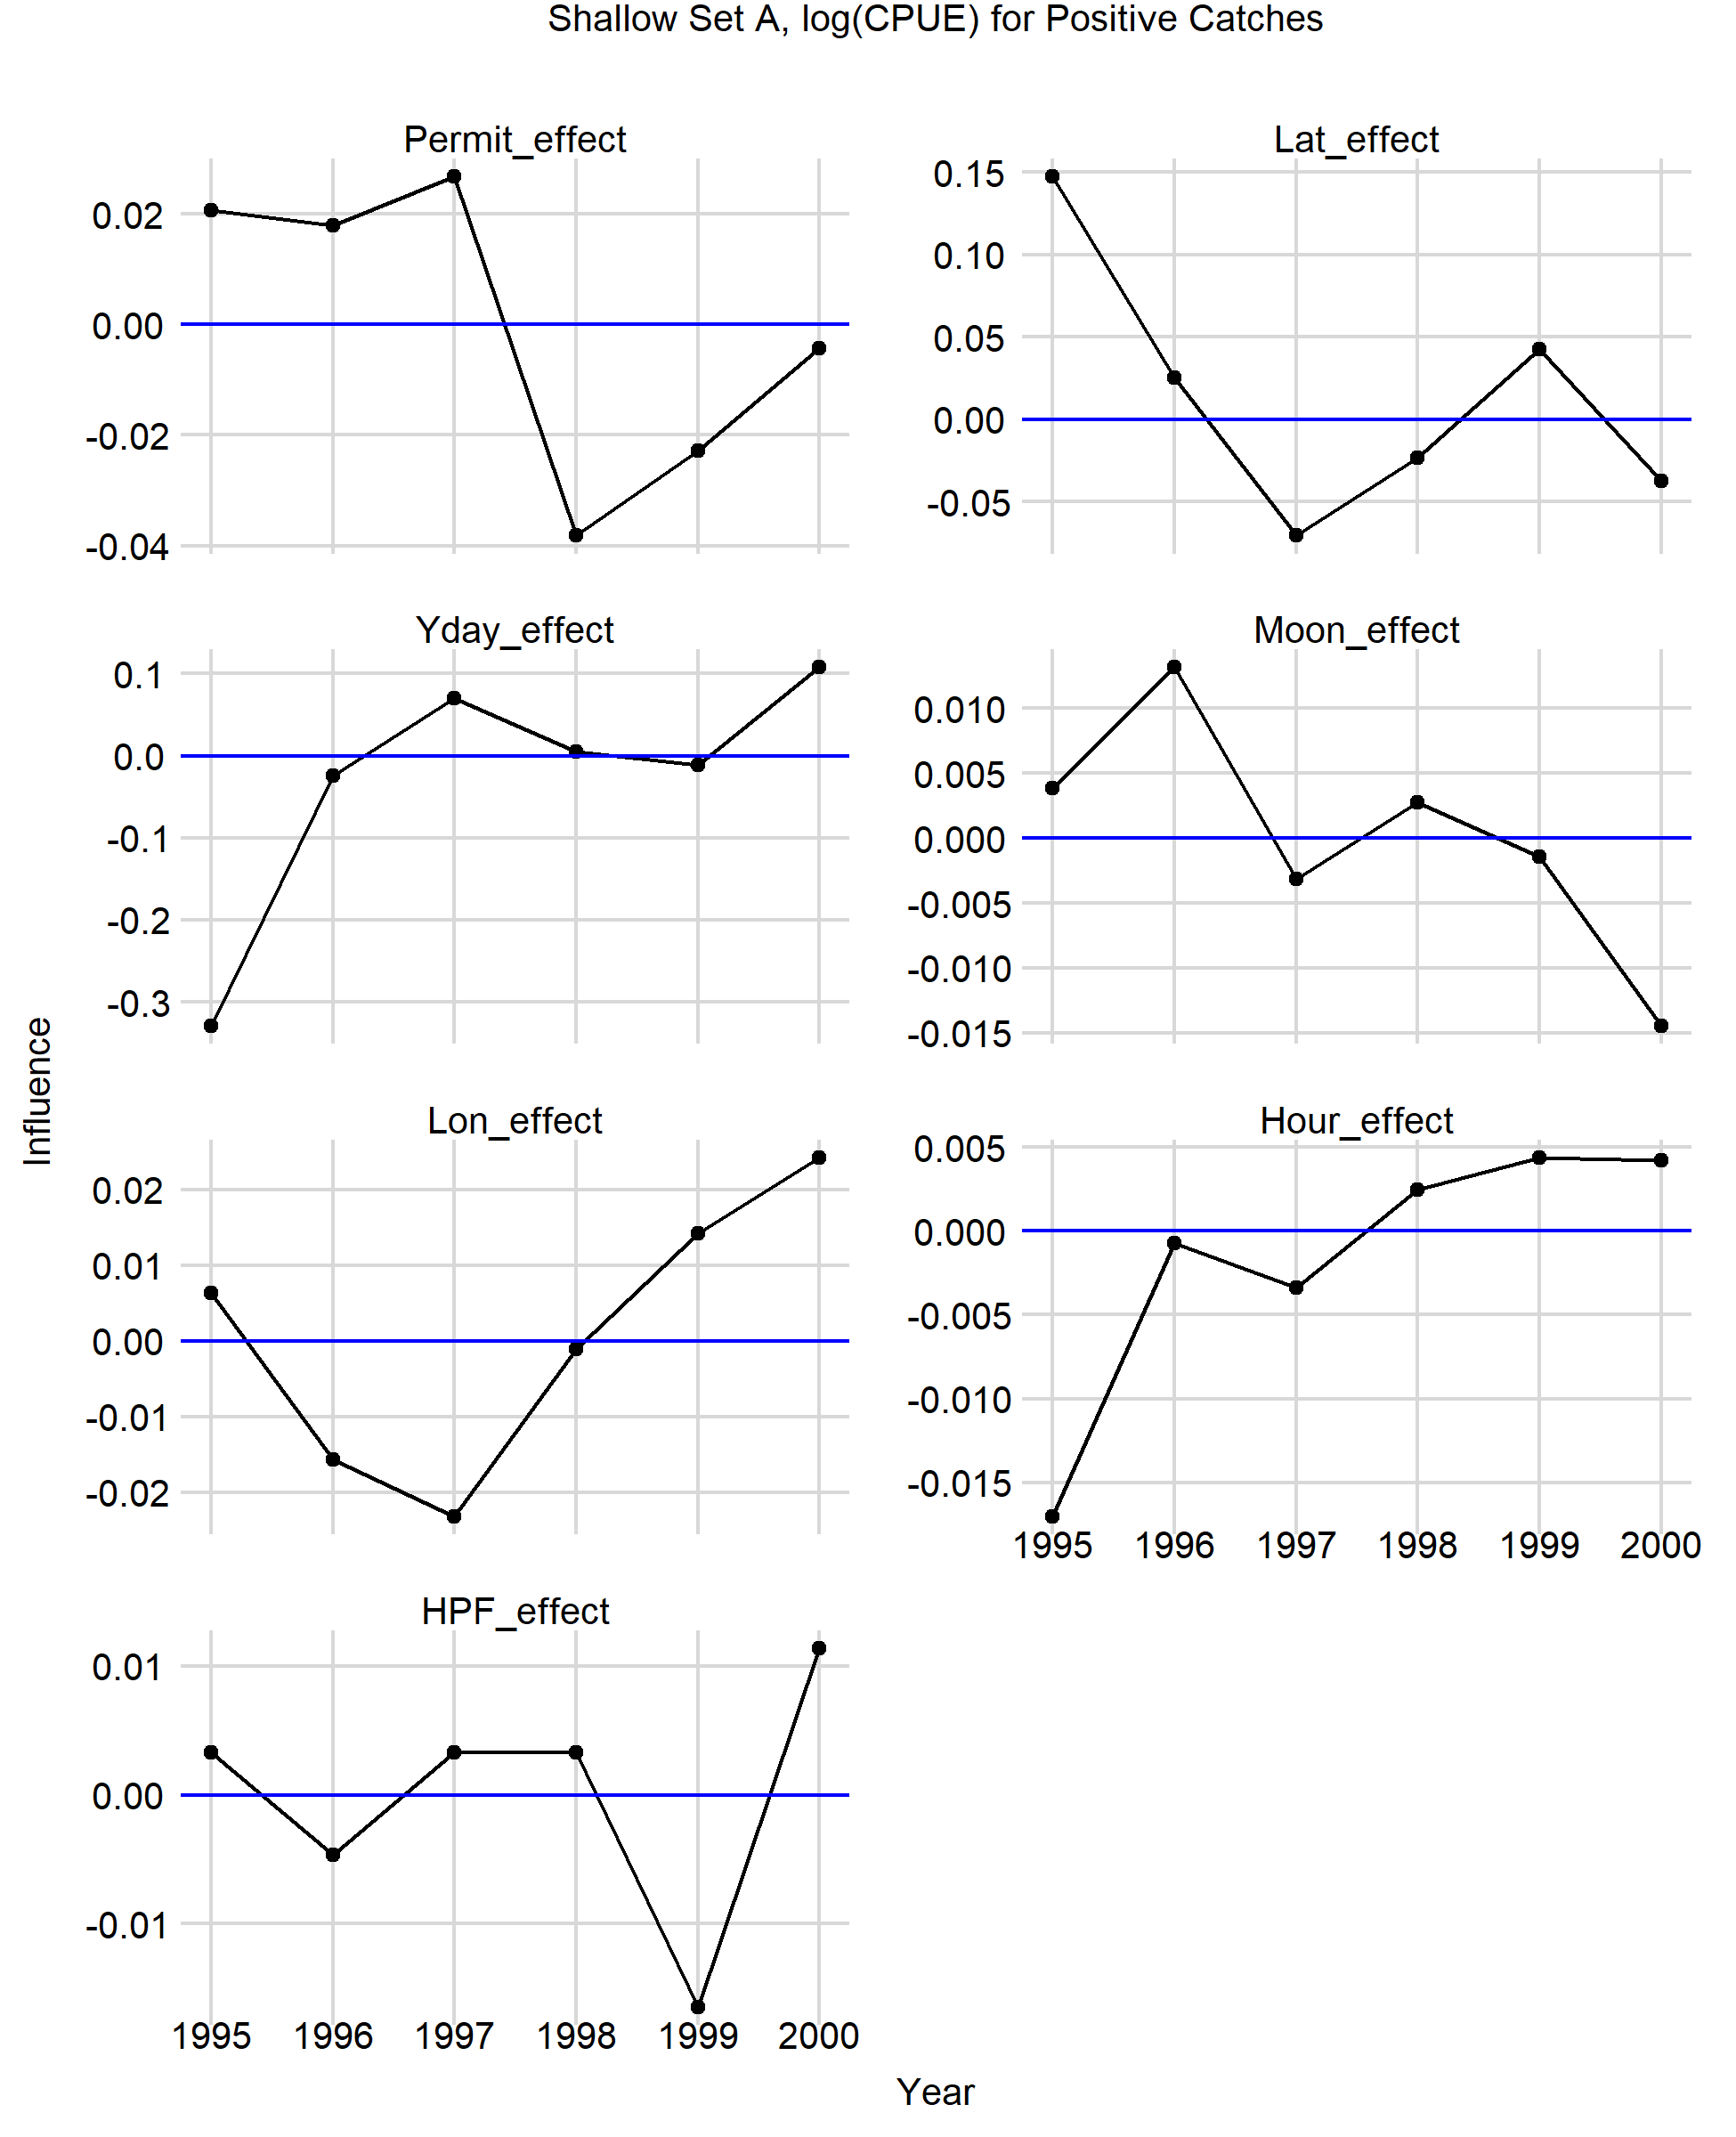 Shallow Set A, log(CPUE) for Positive Catches
Permit_effect
0.02
0.00
-0.02
-0.04
Lat_effect
0.15
0.10
0.05
0.00
-0.05
Yday_effect
0.1
0.0
-0.1
-0.2
-0.3
Moon_effect
0.010
0.005
0.000
-0.005
-0.010
-0.015
Influence
Lon_effect
0.02
0.01
0.00
-0.01
-0.02
Hour_effect
0.005
0.000
-0.005
-0.010
-0.015
1995 1996 1997 1998 1999 2000
HPF_effect
0.01
0.00
-0.01
1995 1996 1997 1998 1999 2000
Year